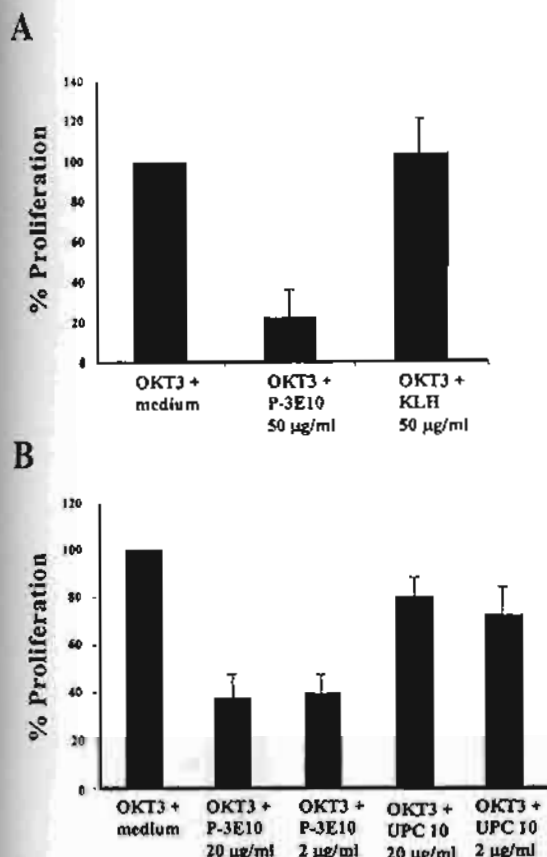 A
% Proliferation
140
120
100
80
60
40
20
0
OKT3 + medium
OKT3 + P-3E10 50 µg/ml
OKT3 + KLH 50 µg/ml
B
% Proliferation
120
100
80
60
40
20
0
OKT3 + medium
OKT3 + P-3E10 20 µg/ml
OKT3 + P-3E10 2 µg/ml
OKT3 + UPC 10 20 µg/ml
OKT3 + UPC 10 2 µg/ml